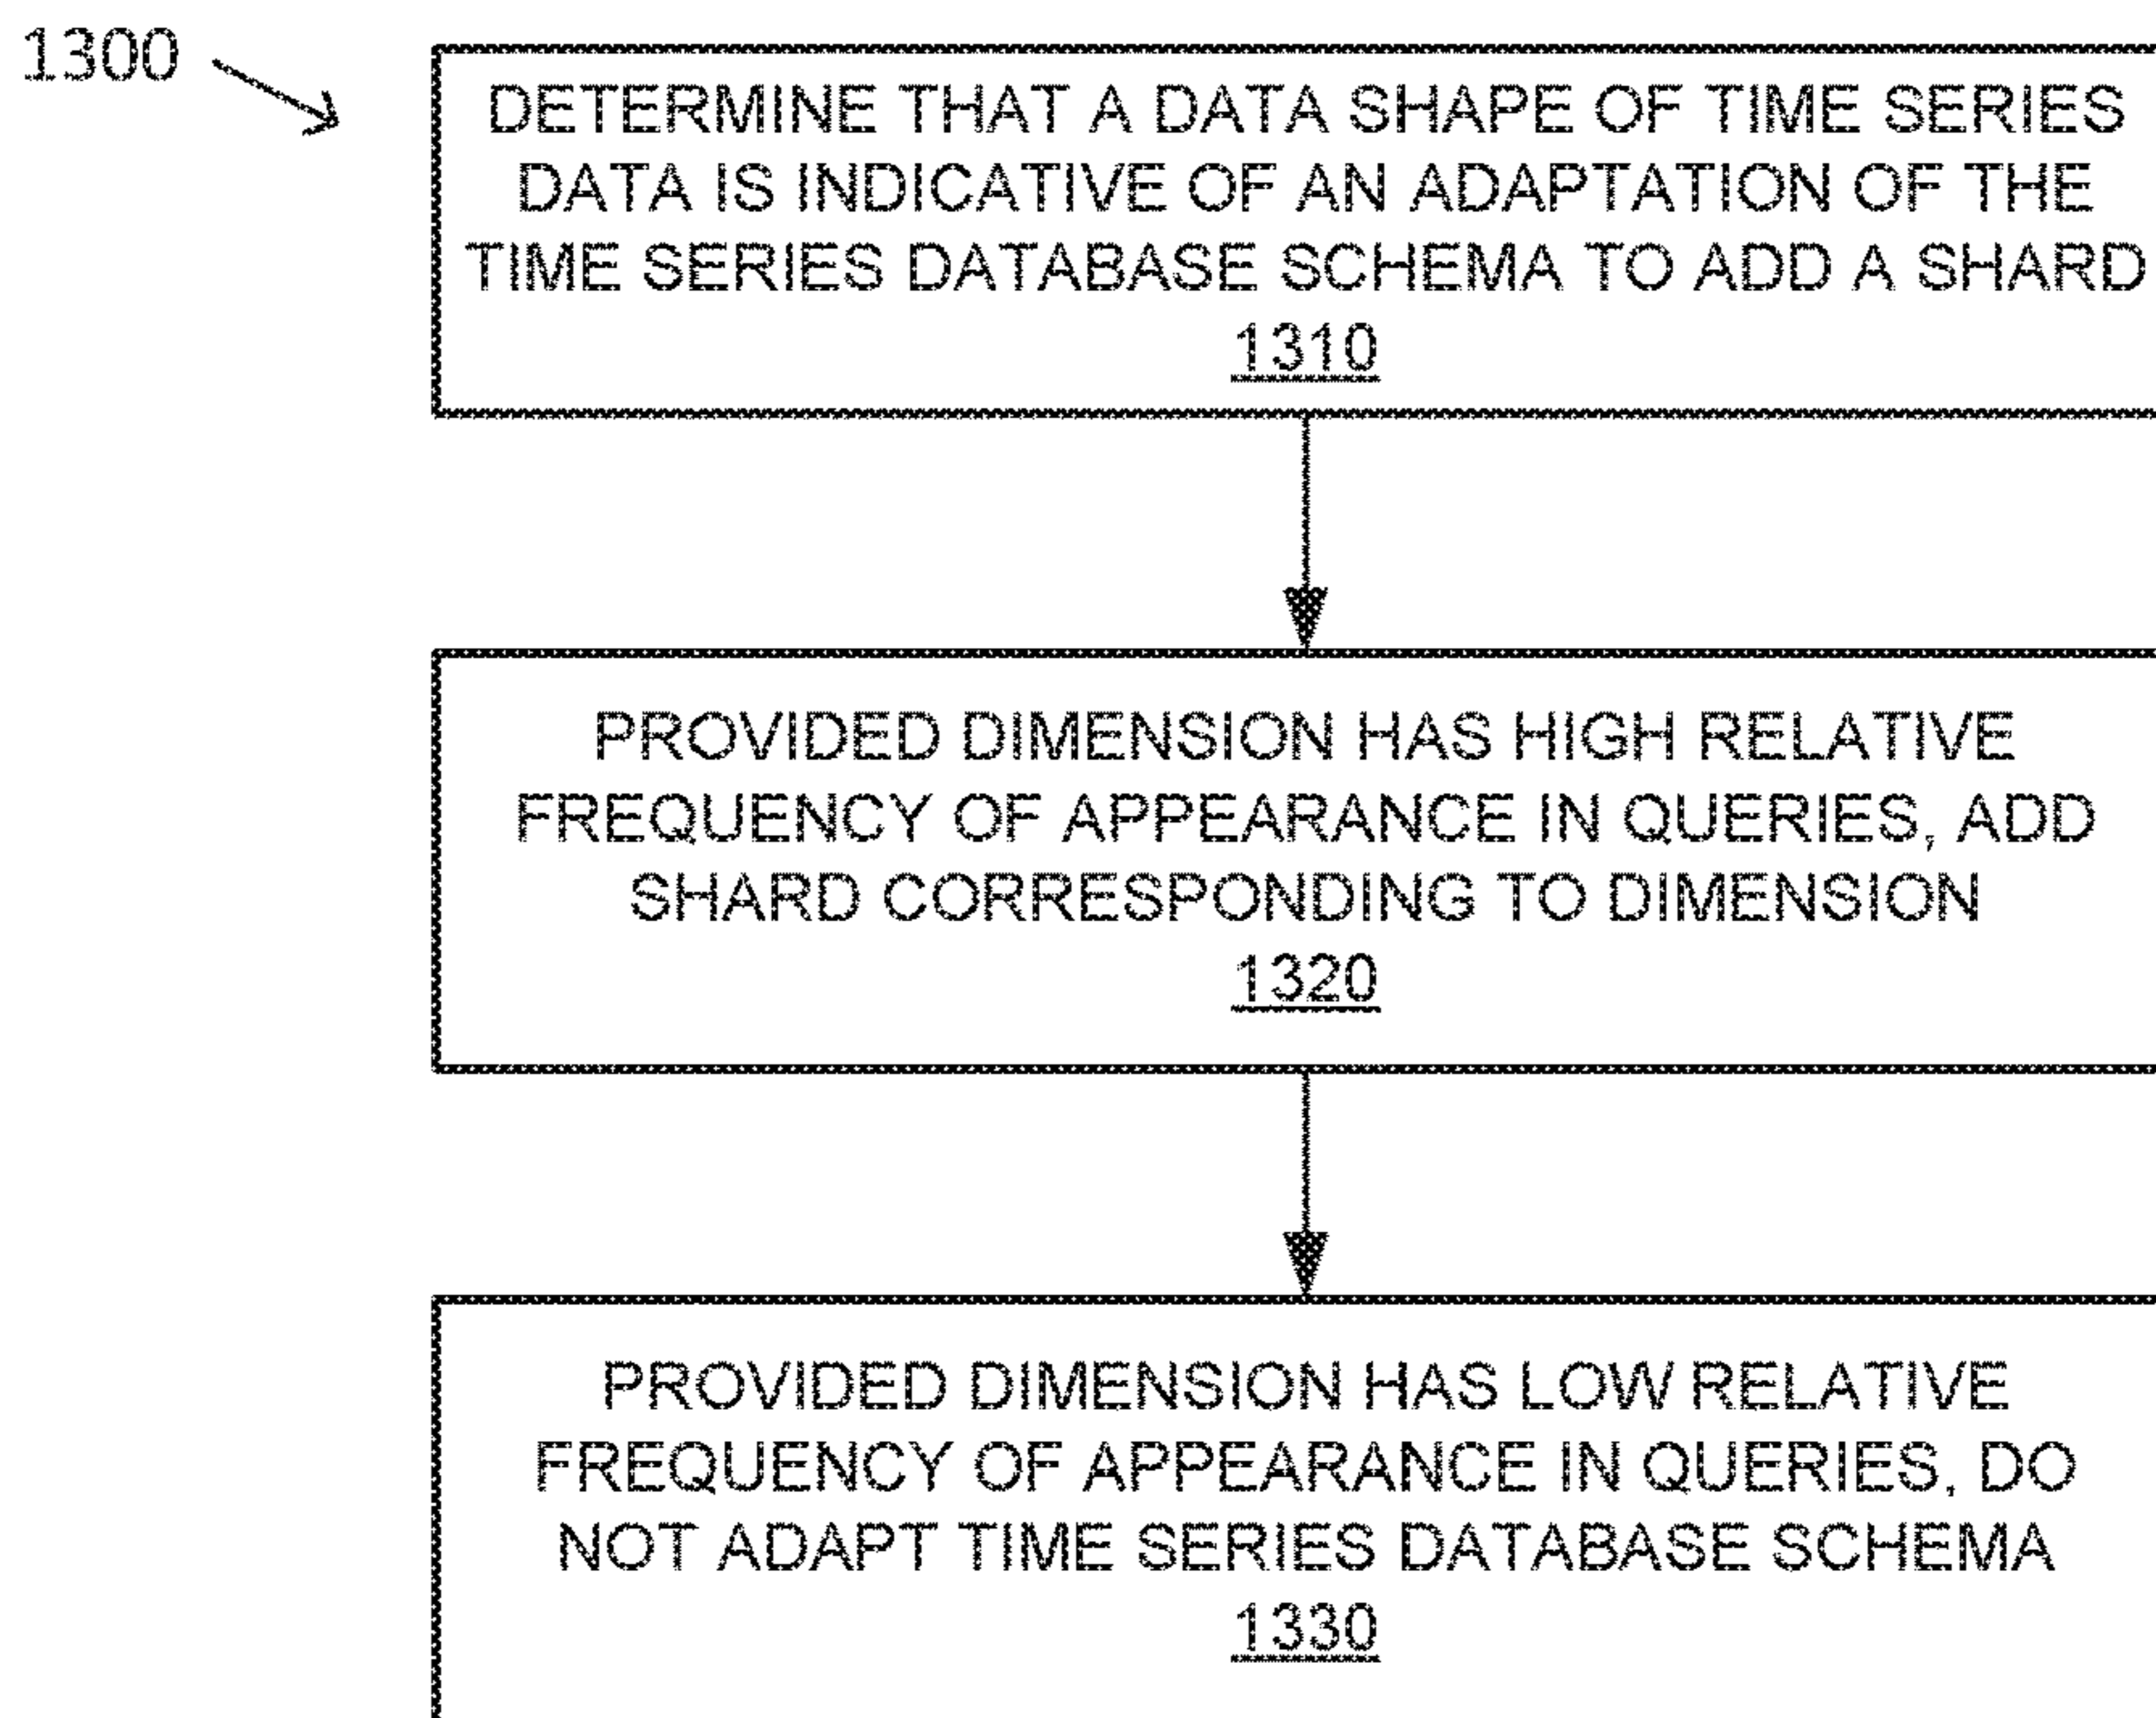 1300
DETERMINE THAT A DATA SHAPE OF TIME SERIES
DATA IS INDICATIVE OF AN ADAPTATION OF THE
TIME SERIES DATABASE SCHEMA TO ADD A SHARD
1310
PROVIDED DIMENSION HAS HIGH RELATIVE
FREQUENCY OF APPEARANCE IN QUERIES, ADD
SHARD CORRESPONDING TO DIMENSION
1320
PROVIDED DIMENSION HAS LOW RELATIVE
FREQUENCY OF APPEARANCE IN QUERIES, DO
NOT ADAPT TIME SERIES DATABASE SCHEMA
1330